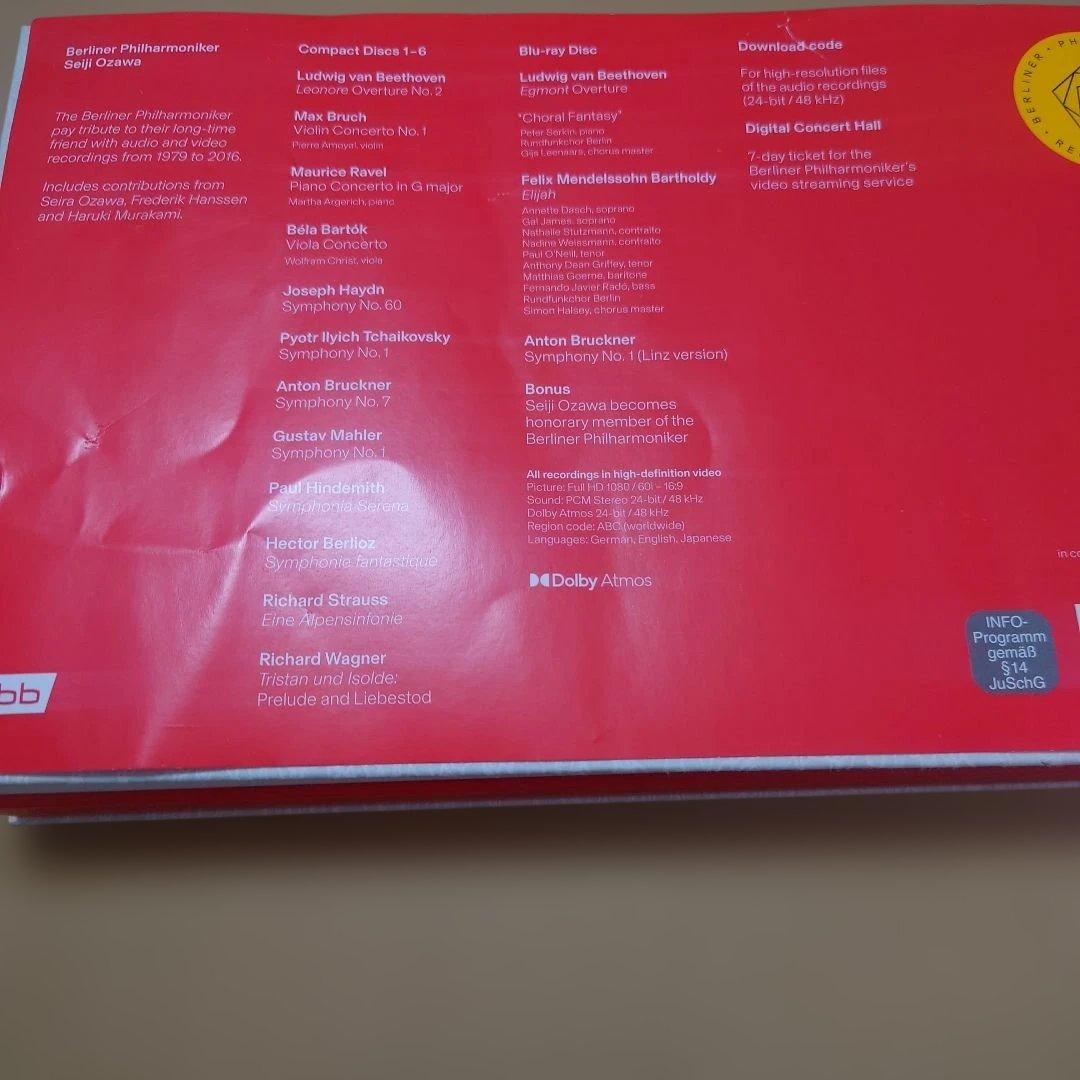 Berliner Philharmoniker
Seiji Ozawa
The Berliner Philharmoniker
pay tribute to their long-time
friend with audio and video
recordings from 1979 to 2016.
Includes contributions from
Seira Ozawa, Frederik Hanssen
and Haruki Murakami.
Compact Discs 1–6
Ludwig van Beethoven
Leonore Overture No. 2
Max Bruch
Violin Concerto No. 1
Pierre Amoyal, violin
Maurice Ravel
Piano Concerto in G major
Martha Argerich, piano
Béla Bartók
Viola Concerto
Wolfram Christ, viola
Joseph Haydn
Symphony No. 60
Pyotr Ilyich Tchaikovsky
Symphony No. 1
Anton Bruckner
Symphony No. 7
Gustav Mahler
Symphony No. 1
Paul Hindemith
Symphonia Serena
Hector Berlioz
Symphonie fantastique
Richard Strauss
Eine Alpensinfonie
Richard Wagner
Tristan und Isolde:
Prelude and Liebestod
Blu-ray Disc
Ludwig van Beethoven
Egmont Overture
"Choral Fantasy"
Peter Serkin, piano
Rundfunkchor Berlin
Gijs Leenaars, chorus master
Felix Mendelssohn Bartholdy
Elijah
Annette Dasch, soprano
Gal James, soprano
Nathalie Stutzmann, contralto
Nadine Weissmann, contralto
Paul O'Neill, tenor
Anthony Dean Griffey, tenor
Matthias Goerne, baritone
Fernando Javier Radó, bass
Rundfunkchor Berlin
Simon Halsey, chorus master
Anton Bruckner
Symphony No. 1 (Linz version)
Bonus
Seiji Ozawa becomes
honorary member of the
Berliner Philharmoniker
All recordings in high-definition video
Picture: Full HD 1080 / 60i – 16:9
Sound: PCM Stereo 24-bit / 48 kHz
Dolby Atmos 24-bit / 48 kHz
Region code: ABC (worldwide)
Languages: German, English, Japanese
Dolby Atmos
Download code
For high-resolution files
of the audio recordings
(24-bit / 48 kHz)
Digital Concert Hall
7-day ticket for the
Berliner Philharmoniker's
video streaming service
BERLINER · PH
RE
in co
INFO-
Programm
gemäß
§ 14
JuSchG
bb